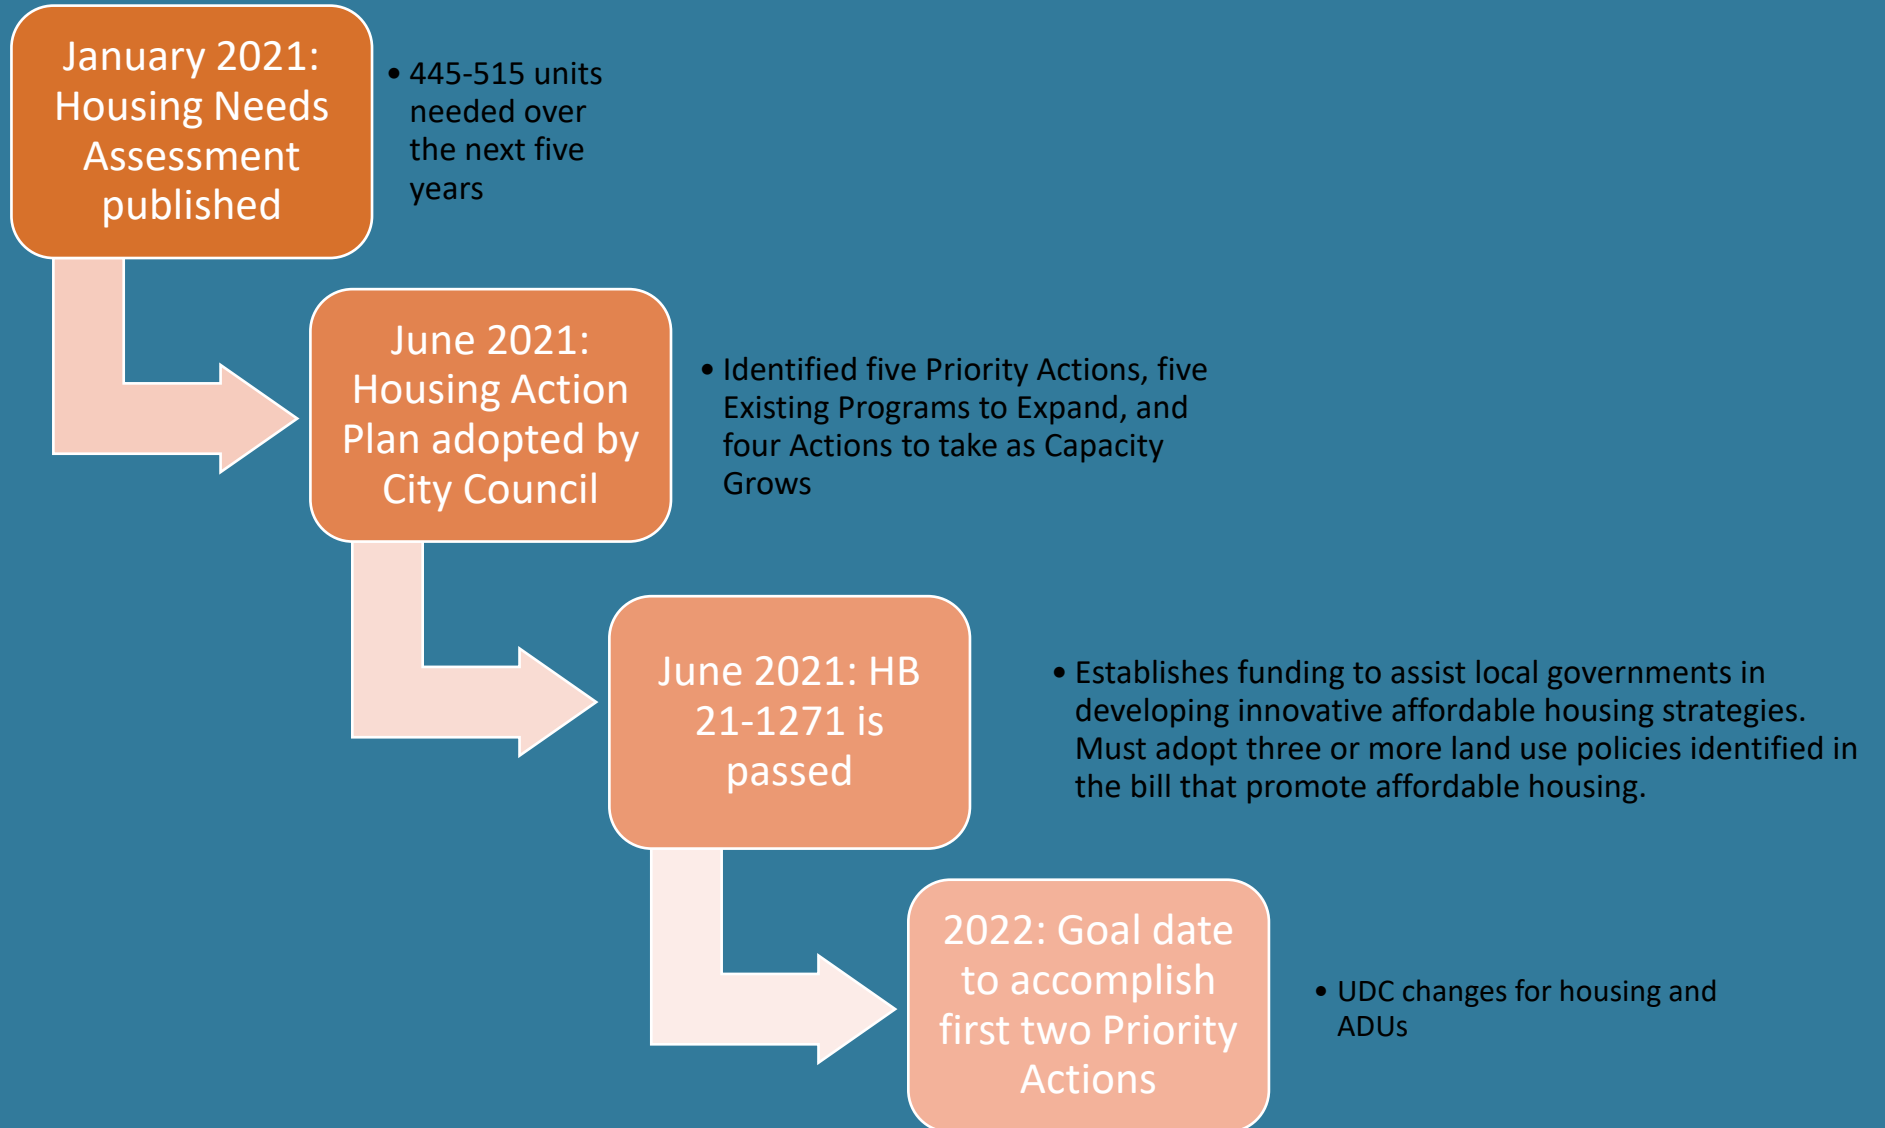 January 2021:
Housing Needs
Assessment
published
• 445-515 units
needed over
the next five
years
June 2021:
Housing Action
Plan adopted by
City Council
• Identified five Priority Actions, five
Existing Programs to Expand, and
four Actions to take as Capacity
Grows
June 2021: HB
21-1271 is
passed
• Establishes funding to assist local governments in
developing innovative affordable housing strategies.
Must adopt three or more land use policies identified in
the bill that promote affordable housing.
2022: Goal date
to accomplish
first two Priority
Actions
• UDC changes for housing and
ADUs